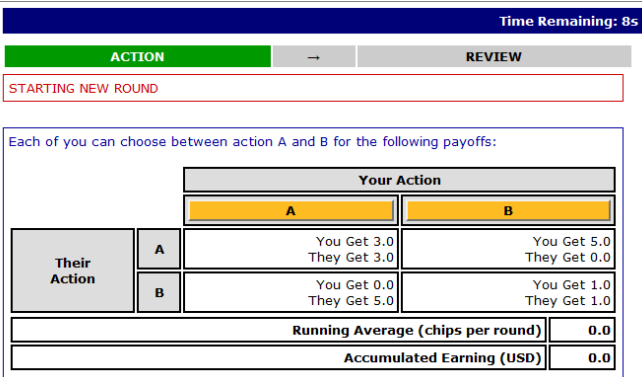 Time Remaining: 8s
ACTION → REVIEW
STARTING NEW ROUND
Each of you can choose between action A and B for the following payoffs:
Your Action
A B
Their Action
A
You Get 3.0
They Get 3.0
You Get 5.0
They Get 0.0
B
You Get 0.0
They Get 5.0
You Get 1.0
They Get 1.0
Running Average (chips per round) 0.0
Accumulated Earning (USD) 0.0